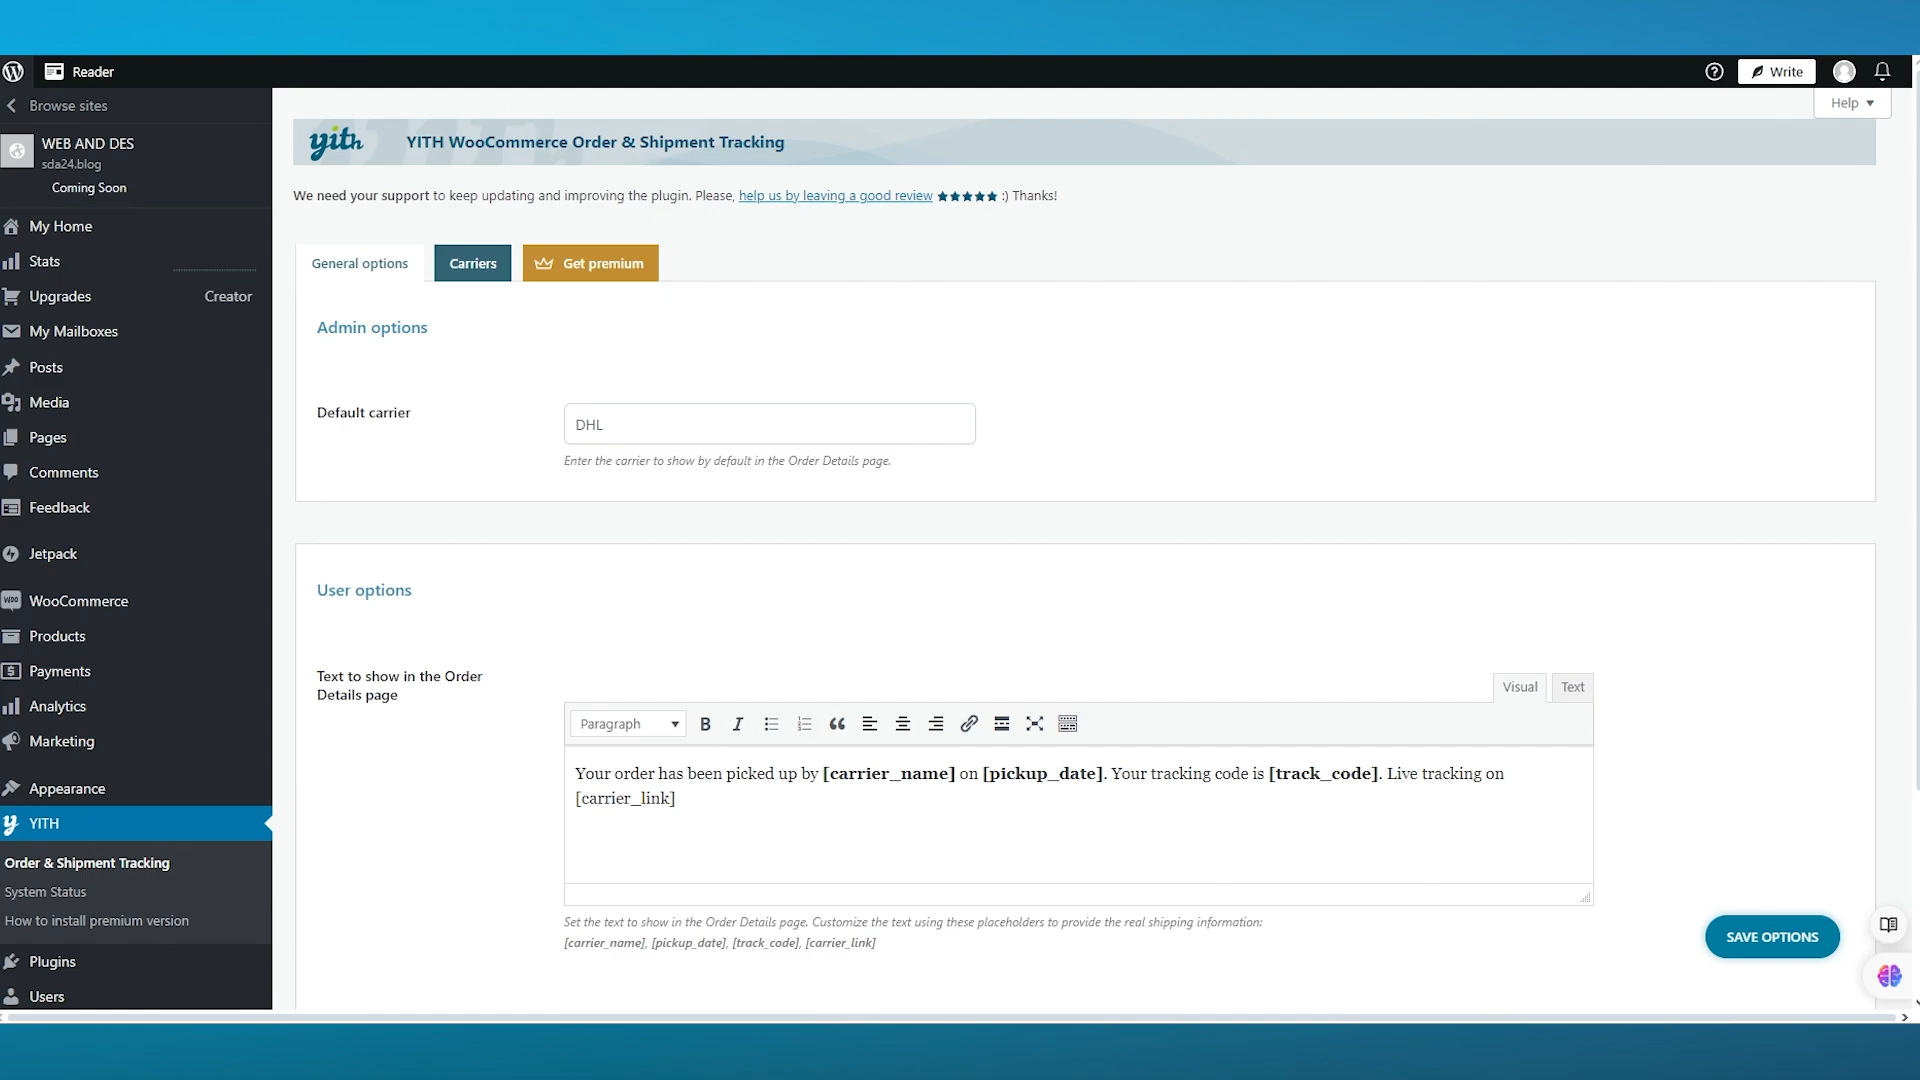 Reader
Write
Browse sites
Help
WEB AND DES
sda24.blog
Coming Soon
yith
YITH WooCommerce Order & Shipment Tracking
We need your support to keep updating and improving the plugin. Please, help us by leaving a good review ★★★★★ :) Thanks!
My Home
Stats
Upgrades Creator
My Mailboxes
Posts
Media
Pages
Comments
Feedback
Jetpack
WooCommerce
Products
Payments
Analytics
Marketing
Appearance
YITH
Order & Shipment Tracking
System Status
How to install premium version
Plugins
Users
General options
Carriers
Get premium
Admin options
Default carrier
DHL
Enter the carrier to show by default in the Order Details page.
User options
Text to show in the Order
Details page
Visual Text
Paragraph
Your order has been picked up by [carrier_name] on [pickup_date]. Your tracking code is [track_code]. Live tracking on
[carrier_link]
Set the text to show in the Order Details page. Customize the text using these placeholders to provide the real shipping information:
[carrier_name], [pickup_date], [track_code], [carrier_link]
SAVE OPTIONS